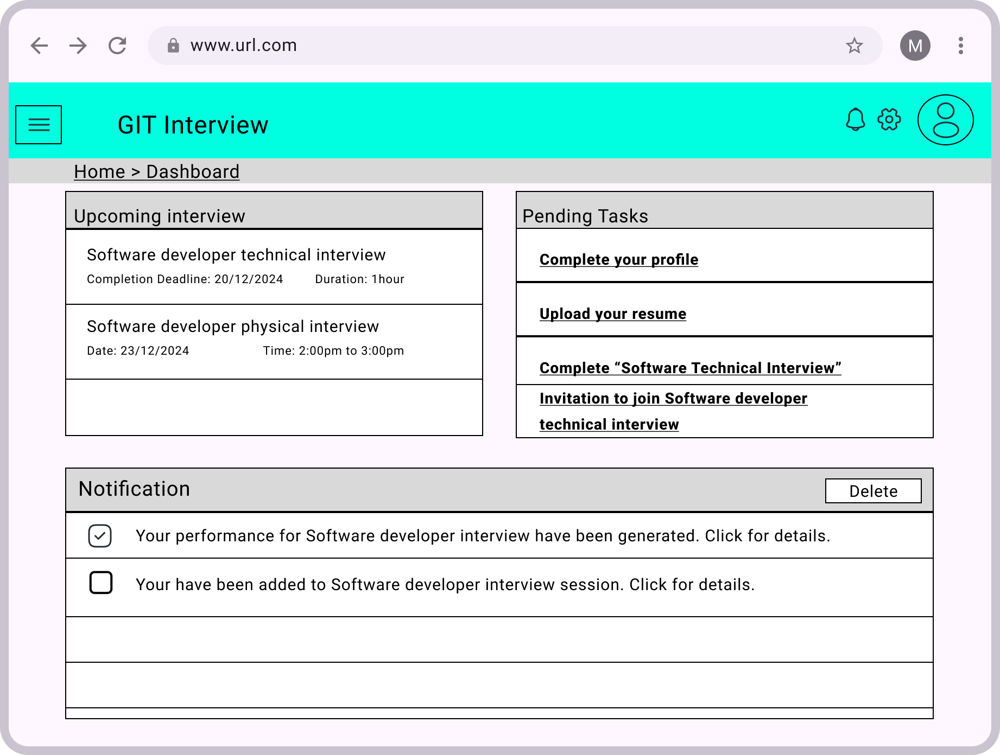 www.url.com
M
GIT Interview
Home > Dashboard
Upcoming interview
Software developer technical interview
Completion Deadline: 20/12/2024 Duration: 1hour
Software developer physical interview
Date: 23/12/2024 Time: 2:00pm to 3:00pm
Pending Tasks
Complete your profile
Upload your resume
Complete “Software Technical Interview”
Invitation to join Software developer
technical interview
Notification
Delete
Your performance for Software developer interview have been generated. Click for details.
Your have been added to Software developer interview session. Click for details.